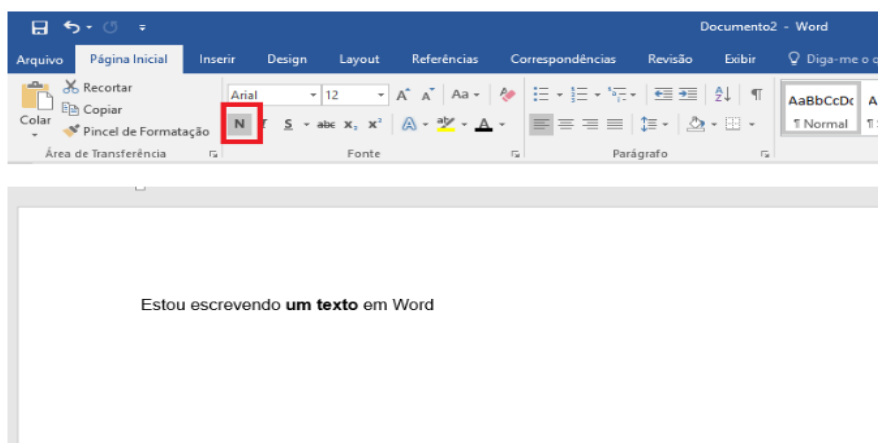 Documento2 - Word
Arquivo Página Inicial Inserir Design Layout Referências Correspondências Revisão Exibir Diga-me o
Colar
Recortar
Copiar
Pincel de Formatação
Área de Transferência
Arial 12 A A Aa
N I S abc X₂ X² A aby A
Fonte
Parágrafo
AaBbCcDc
¶ Normal
Estou escrevendo um texto em Word